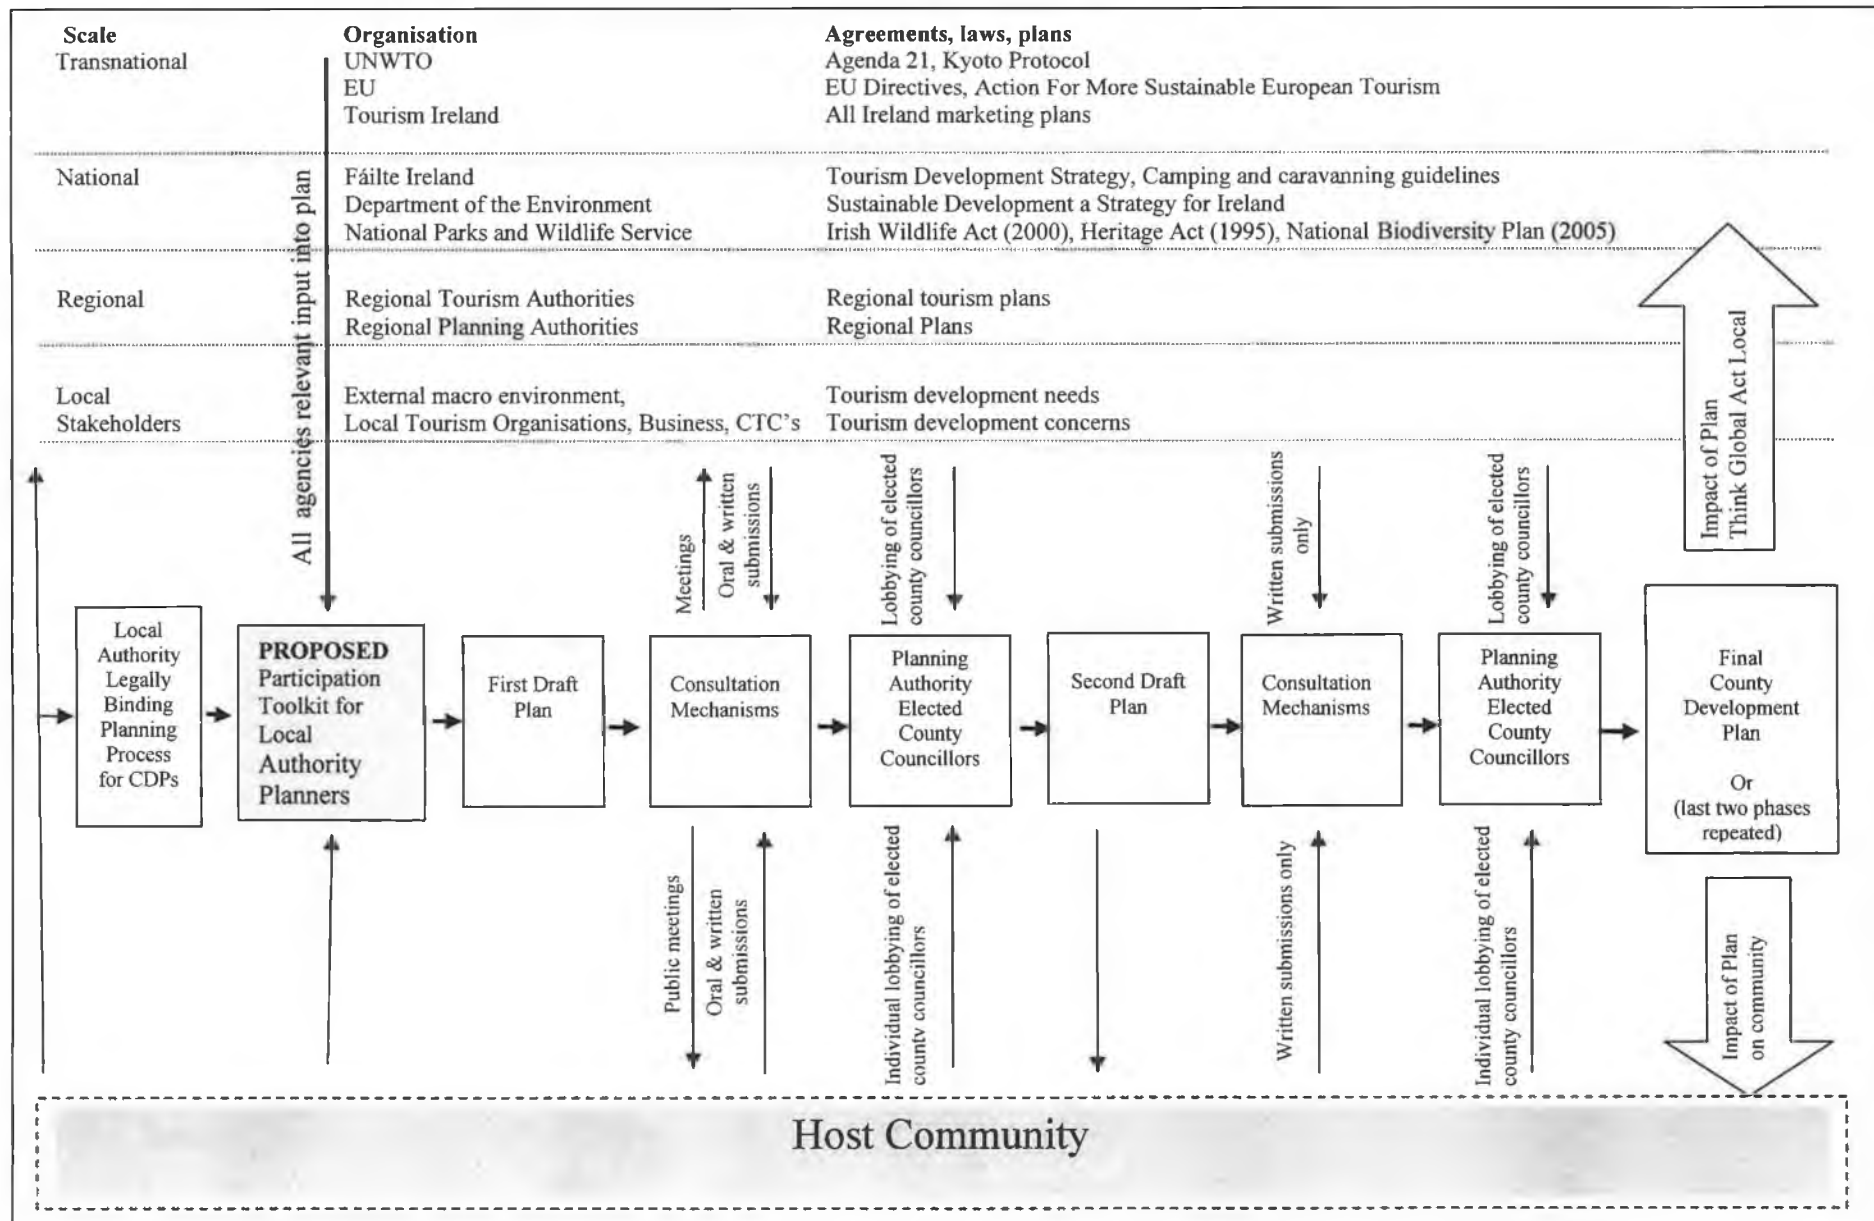 Scale Organisation Agreements, laws, plans
Transnational UNWTO Agenda 21, Kyoto Protocol
EU EU Directives, Action For More Sustainable European Tourism
Tourism Ireland All Ireland marketing plans
National Fáilte Ireland Tourism Development Strategy, Camping and caravanning guidelines
Department of the Environment Sustainable Development a Strategy for Ireland
National Parks and Wildlife Service Irish Wildlife Act (2000), Heritage Act (1995), National Biodiversity Plan (2005)
Regional Regional Tourism Authorities Regional tourism plans
Regional Planning Authorities Regional Plans
Local External macro environment, Tourism development needs
Stakeholders Local Tourism Organisations, Business, CTC's Tourism development concerns
All agencies relevant input into plan
Meetings
Oral & written
submissions
Lobbying of elected
county councillors
Written submissions
only
Lobbying of elected
county councillors
Impact of Plan
Think Global Act Local
Local
Authority
Legally
Binding
Planning
Process
for CDPs
PROPOSED
Participation
Toolkit for
Local
Authority
Planners
First Draft
Plan
Consultation
Mechanisms
Planning
Authority
Elected
County
Councillors
Second Draft
Plan
Consultation
Mechanisms
Planning
Authority
Elected
County
Councillors
Final
County
Development
Plan
Or
(last two phases
repeated)
Public meetings
Oral & written
submissions
Individual lobbying of elected
county councillors
Written submissions only
Individual lobbying of elected
county councillors
Impact of Plan
on community
Host Community